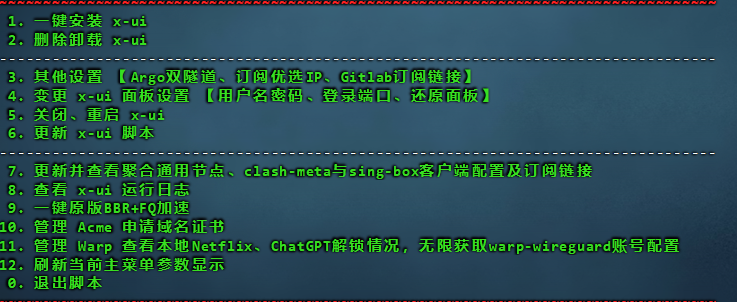 1. 一键安装 x-ui
2. 删除卸载 x-ui
----------------------------------------------------------------------------------
3. 其他设置 【Argo双隧道、订阅优选IP、Gitlab订阅链接】
4. 变更 x-ui 面板设置 【用户名密码、登录端口、还原面板】
5. 关闭、重启 x-ui
6. 更新 x-ui 脚本
----------------------------------------------------------------------------------
7. 更新并查看聚合通用节点、clash-meta与sing-box客户端配置及订阅链接
8. 查看 x-ui 运行日志
9. 一键原版BBR+FQ加速
10. 管理 Acme 申请域名证书
11. 管理 Warp 查看本地Netflix、ChatGPT解锁情况，无限获取warp-wireguard账号配置
12. 刷新当前主菜单参数显示
0. 退出脚本